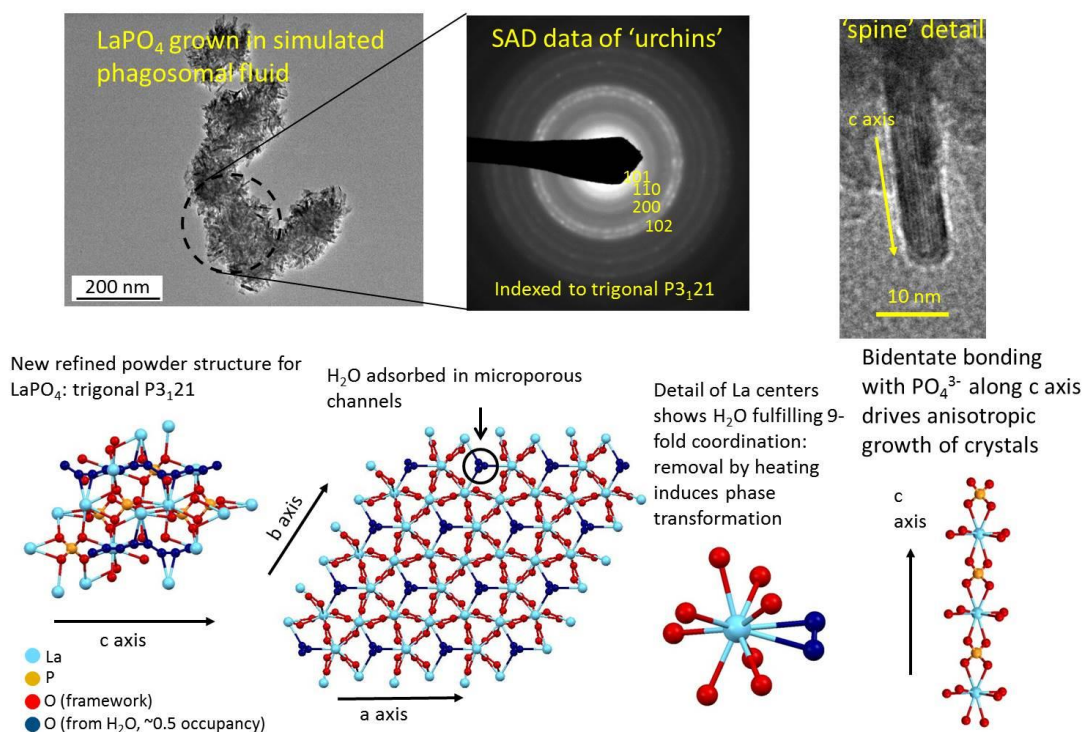 LaPO₄ grown in simulated
phagosomal fluid
200 nm
SAD data of ‘urchins’
101
110
200
102
Indexed to trigonal P3₁21
‘spine’ detail
c axis
10 nm
New refined powder structure for
LaPO₄: trigonal P3₁21
c axis
La
P
O (framework)
O (from H₂O, ~0.5 occupancy)
H₂O adsorbed in microporous
channels
b axis
a axis
Detail of La centers
shows H₂O fulfilling 9-
fold coordination:
removal by heating
induces phase
transformation
Bidentate bonding
with PO₄³⁻ along c axis
drives anisotropic
growth of crystals
c
axis